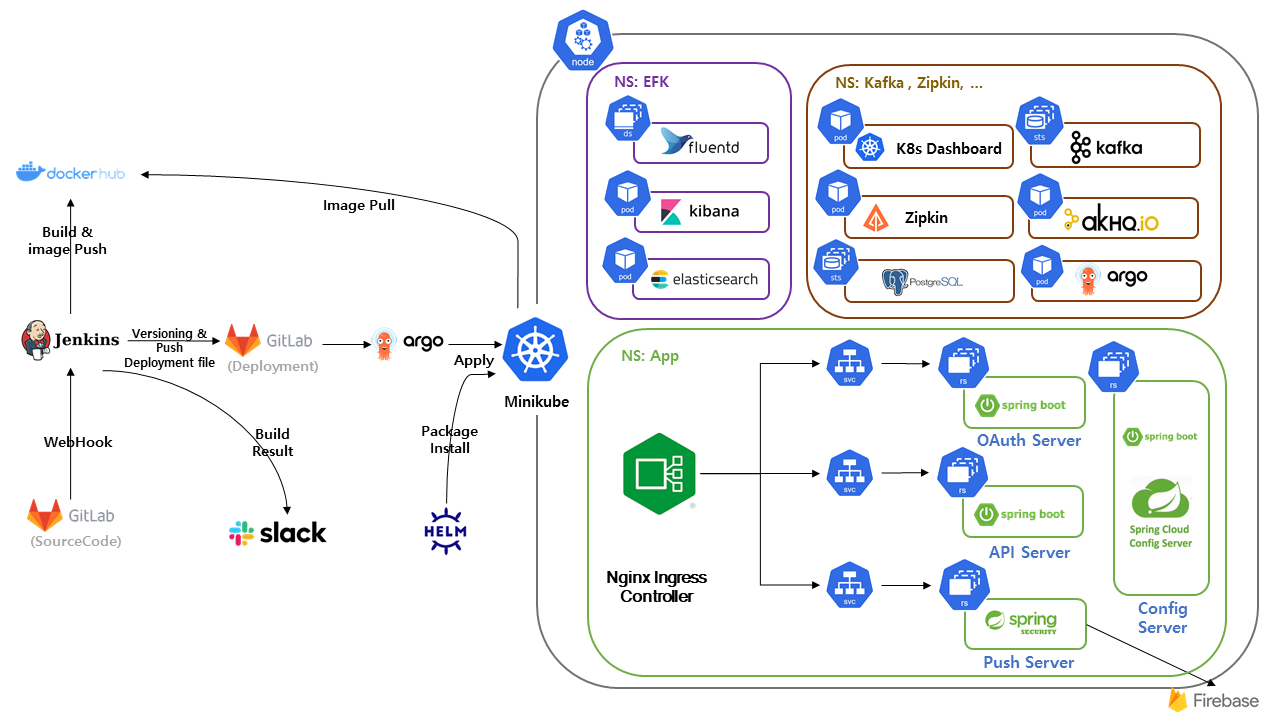 node
NS: EFK
ds
fluentd
pod
kibana
pod
elasticsearch
NS: Kafka , Zipkin, ...
pod
K8s Dashboard
sts
kafka
pod
Zipkin
pod
AKHQ.iO
sts
PostgreSQL
pod
argo
docker hub
Image Pull
Build &
image Push
Jenkins
Versioning &
Push
Deployment file
GitLab
(Deployment)
argo
Apply
Minikube
WebHook
Build
Result
Package
Install
GitLab
(SourceCode)
slack
HELM
NS: App
Nginx Ingress
Controller
®
svc
rs
spring boot
OAuth Server
svc
rs
spring boot
API Server
svc
rs
spring
SECURITY
Push Server
rs
spring boot
Spring Cloud
Config Server
Config
Server
Firebase